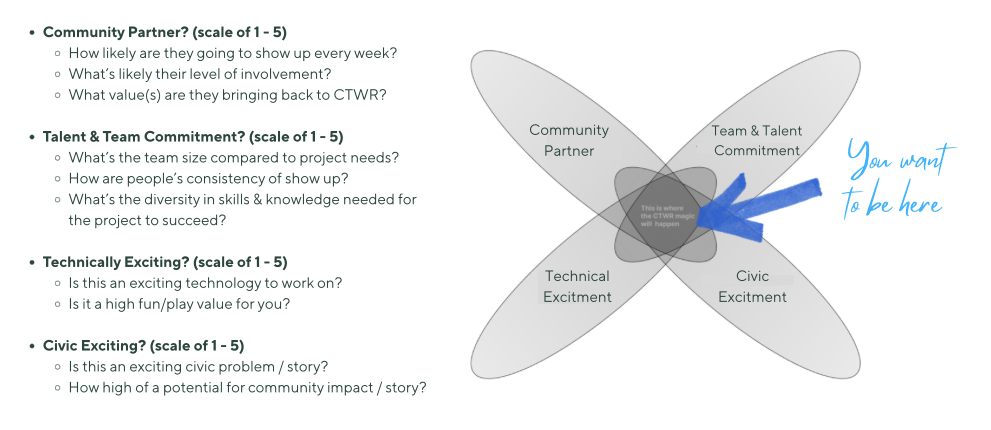 • Community Partner? (scale of 1 - 5)
◦ How likely are they going to show up every week?
◦ What's likely their level of involvement?
◦ What value(s) are they bringing back to CTWR?
• Talent & Team Commitment? (scale of 1 - 5)
◦ What's the team size compared to project needs?
◦ How are people's consistency of show up?
◦ What's the diversity in skills & knowledge needed for
the project to succeed?
• Technically Exciting? (scale of 1 - 5)
◦ Is this an exciting technology to work on?
◦ Is it a high fun/play value for you?
• Civic Exciting? (scale of 1 - 5)
◦ Is this an exciting civic problem / story?
◦ How high of a potential for community impact / story?
Community
Partner
Team & Talent
Commitment
This is where
the CTWR magic
will happen
Technical
Excitment
Civic
Excitment
You want
to be here